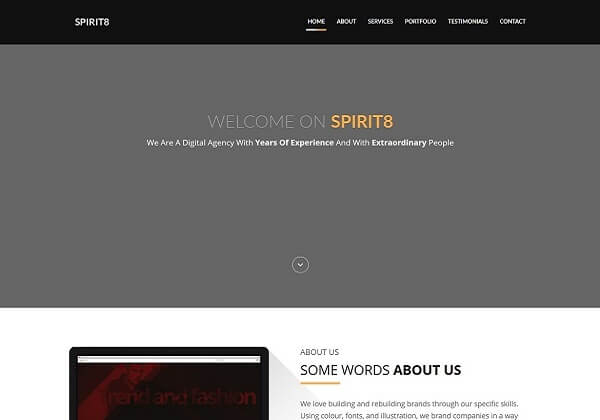 SPIRIT8
HOME ABOUT SERVICES PORTFOLIO TESTIMONIALS CONTACT
WELCOME ON SPIRIT8
We Are A Digital Agency With Years Of Experience And With Extraordinary People
ABOUT US
SOME WORDS ABOUT US
rend and fashion
We love building and rebuilding brands through our specific skills.
Using colour, fonts, and illustration, we brand companies in a way